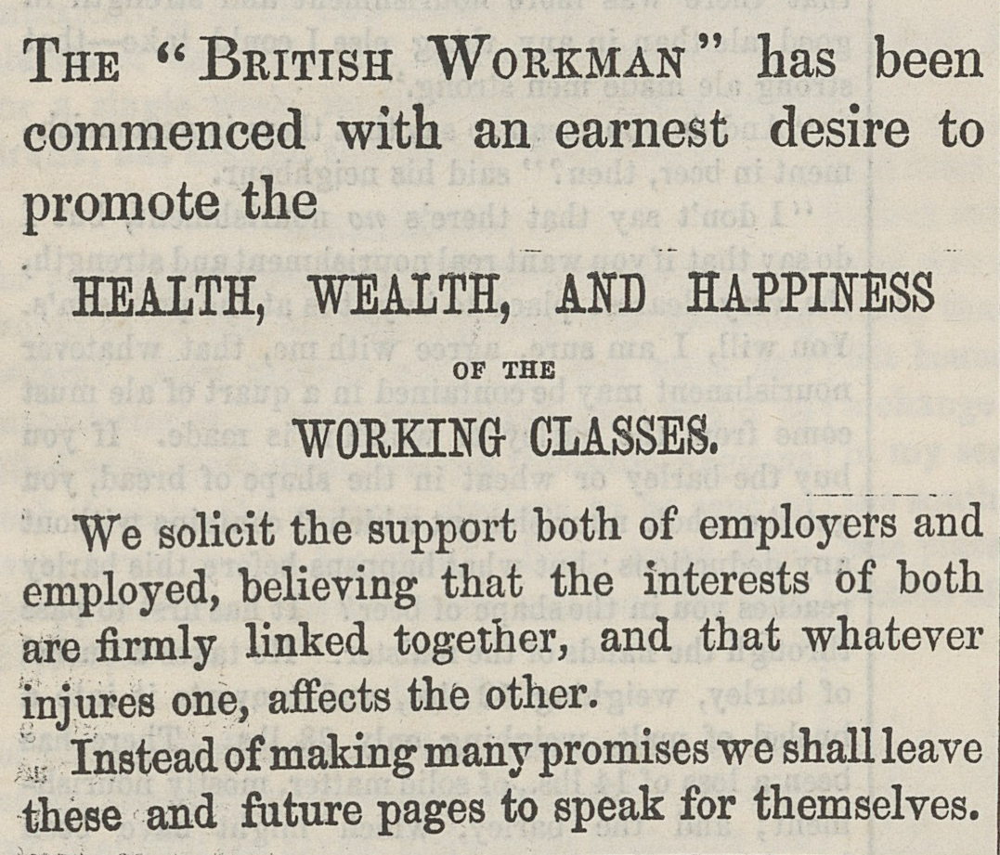 THE “ BRITISH WORKMAN ” has been
commenced with an earnest desire to
promote the
HEALTH, WEALTH, AND HAPPINESS
OF THE
WORKING CLASSES.
We solicit the support both of employers and
employed, believing that the interests of both
are firmly linked together, and that whatever
injures one, affects the other.
Instead of making many promises we shall leave
these and future pages to speak for themselves.